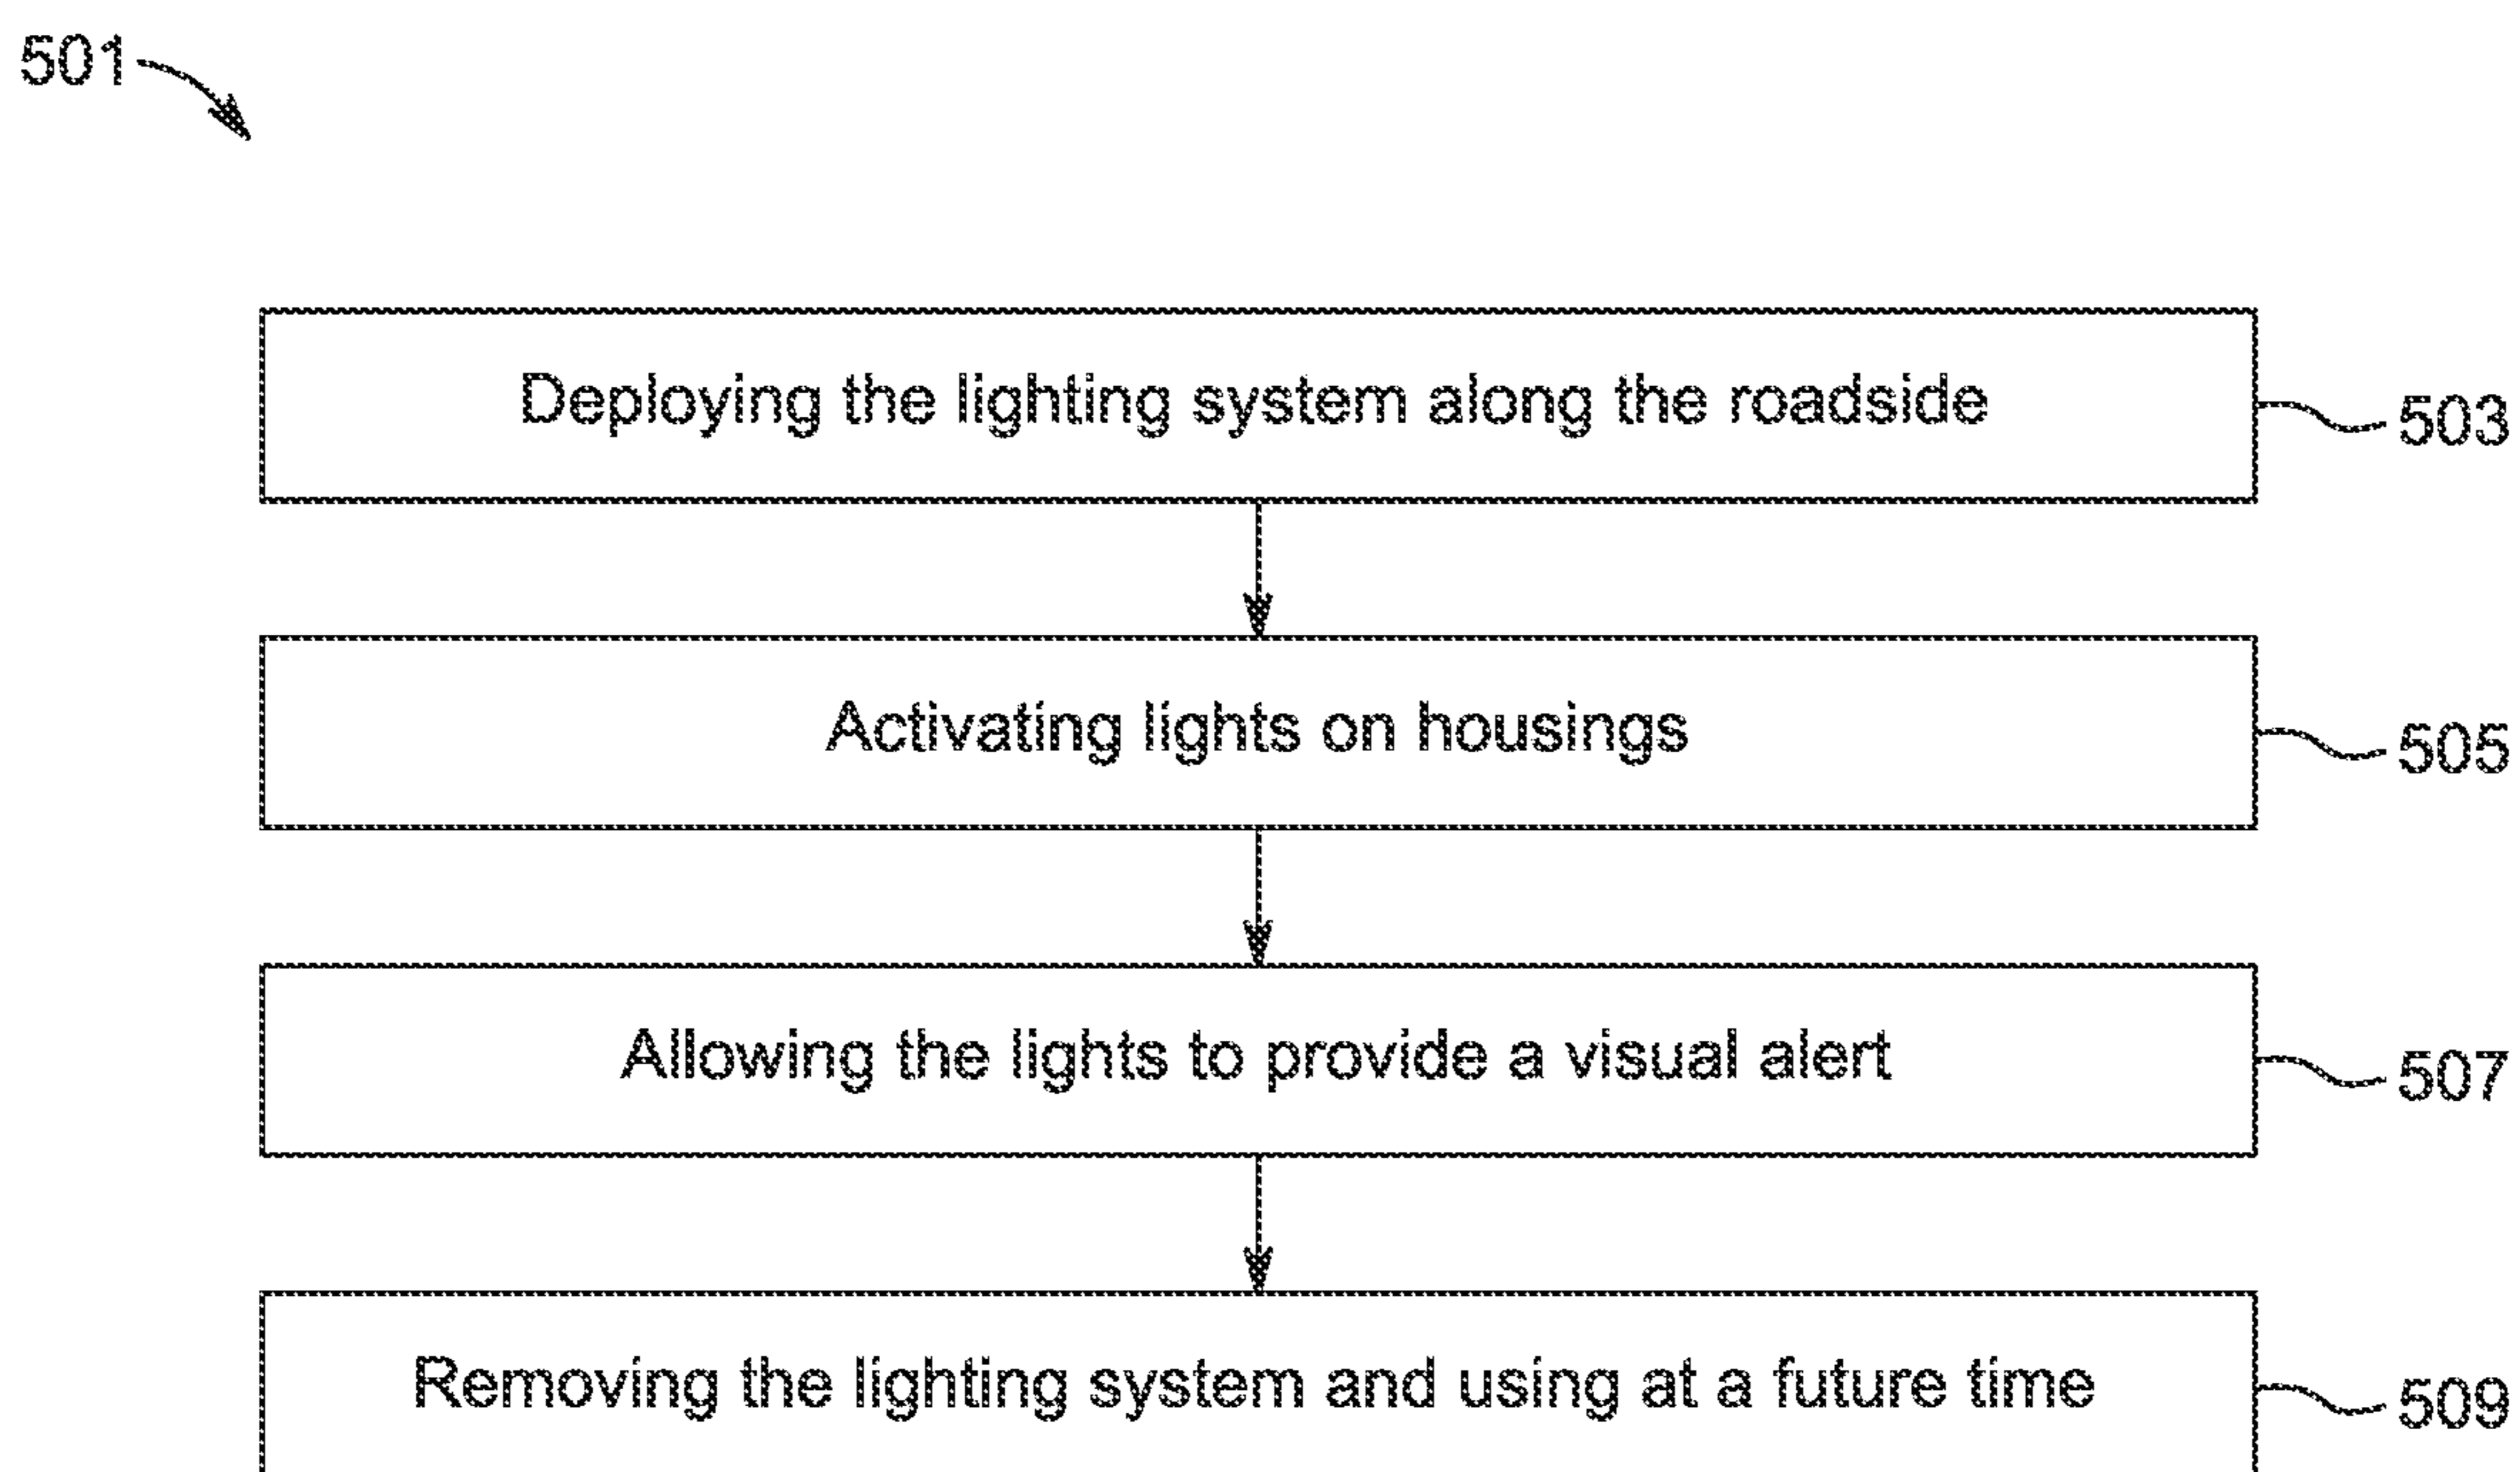 501
Deploying the lighting system along the roadside
503
Activating lights on housings
505
Allowing the lights to provide a visual alert
507
Removing the lighting system and using at a future time
509